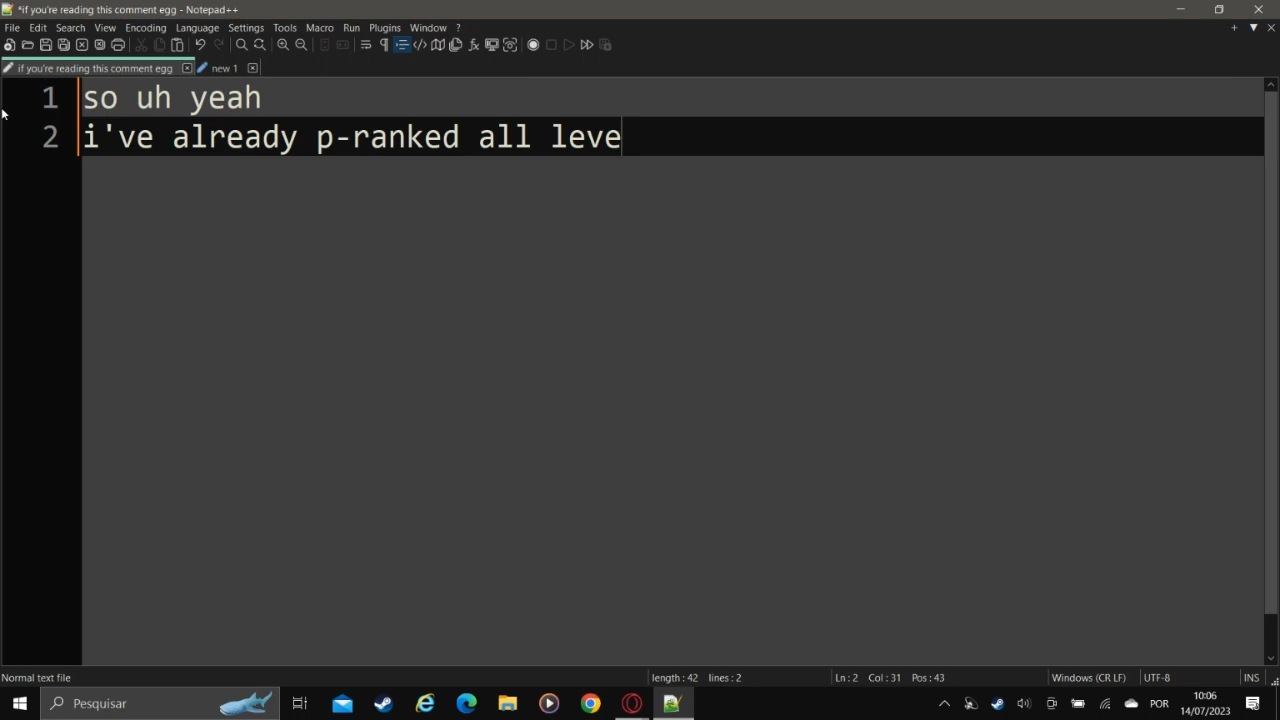 *if you're reading this comment egg - Notepad++
File Edit Search View Encoding Language Settings Tools Macro Run Plugins Window ?
if you're reading this comment egg new 1
1 so uh yeah
2 i've already p-ranked all leve
Normal text file length : 42 lines : 2 Ln : 2 Col : 31 Pos : 43 Windows (CR LF) UTF-8 INS
Pesquisar POR 10:06
14/07/2023